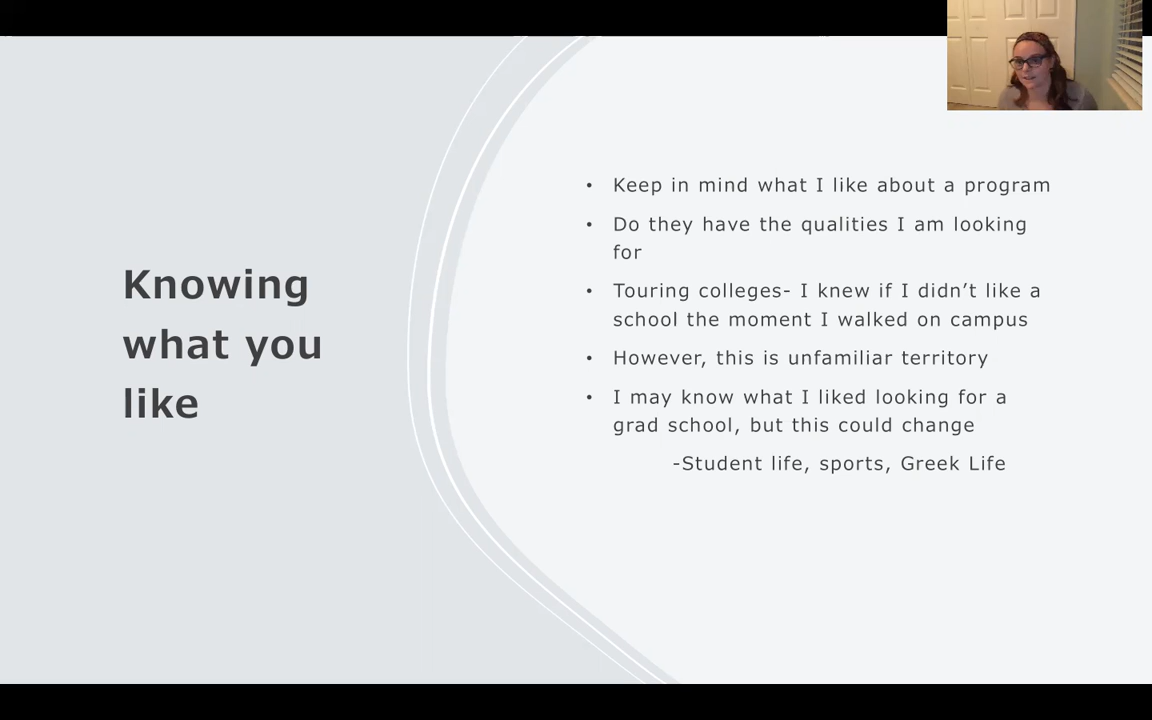 Knowing
what you
like
• Keep in mind what I like about a program
• Do they have the qualities I am looking
for
• Touring colleges- I knew if I didn’t like a
school the moment I walked on campus
• However, this is unfamiliar territory
• I may know what I liked looking for a
grad school, but this could change
-Student life, sports, Greek Life